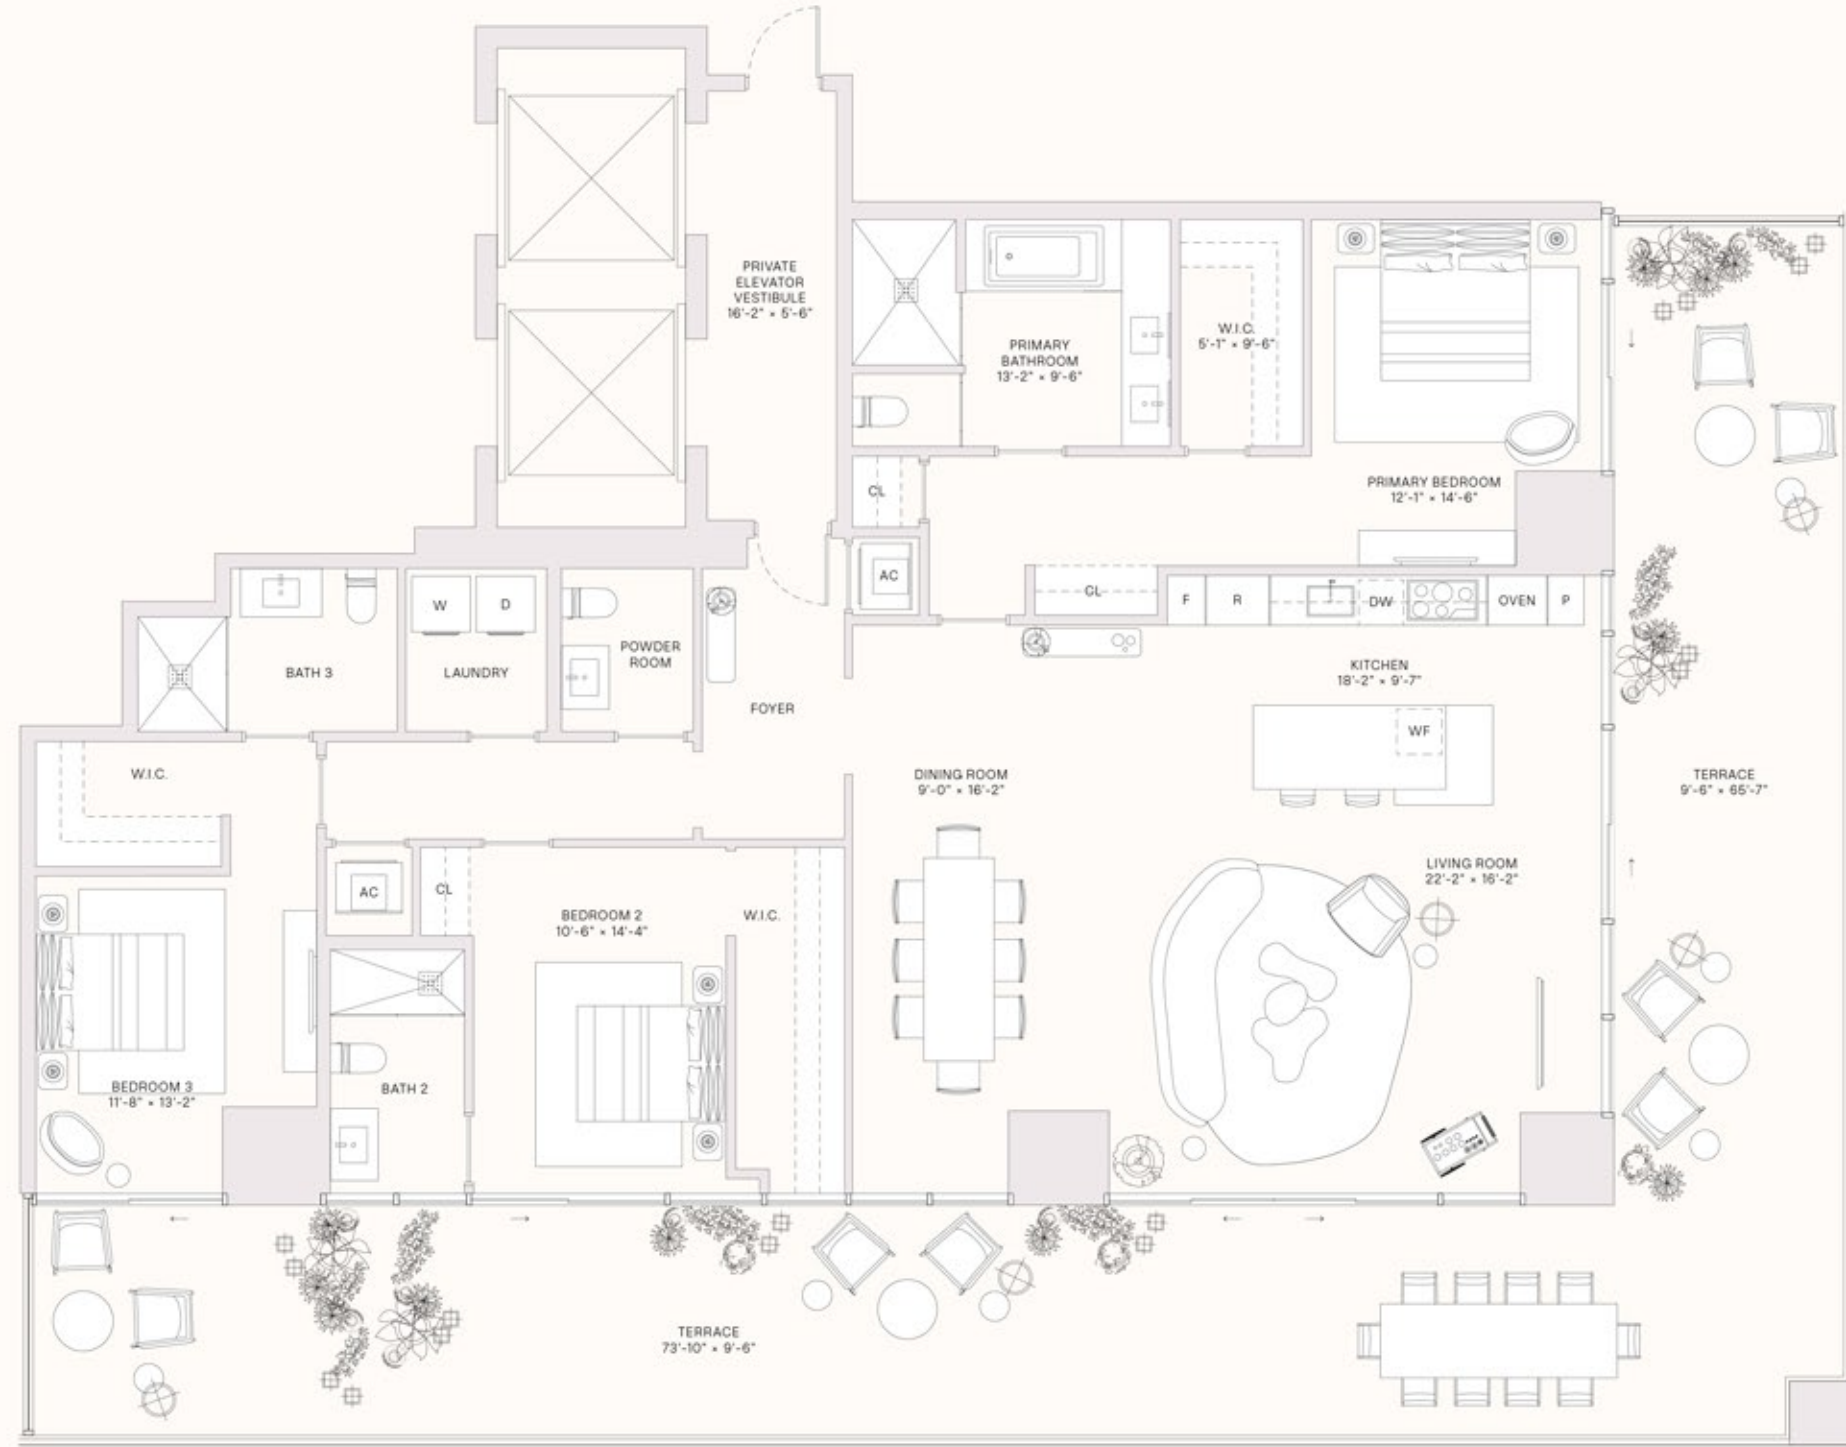 PRIVATE
ELEVATOR
VESTIBULE
16'-2" × 5'-6"
PRIMARY
BATHROOM
13'-2" × 9'-6"
W.I.C.
5'-1" × 9'-6"
PRIMARY BEDROOM
12'-1" × 14'-6"
CL
AC
CL
F
R
DW
OVEN
P
W
D
BATH 3
LAUNDRY
POWDER
ROOM
FOYER
KITCHEN
18'-2" × 9'-7"
WF
W.I.C.
DINING ROOM
9'-0" × 16'-2"
TERRACE
9'-6" × 65'-7"
LIVING ROOM
22'-2" × 16'-2"
AC
CL
BEDROOM 2
10'-6" × 14'-4"
W.I.C.
BEDROOM 3
11'-8" × 13'-2"
BATH 2
TERRACE
73'-10" × 9'-6"